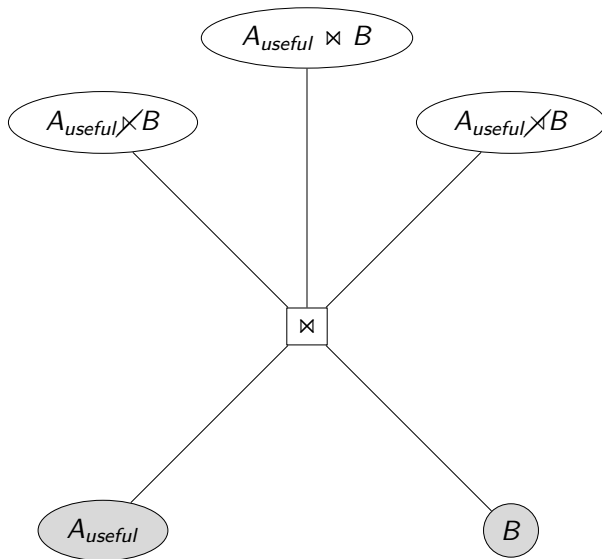 A_useful ⋈ B
A_useful ⋉̸ B
A_useful ⋊̸ B
⋈
A_useful
B